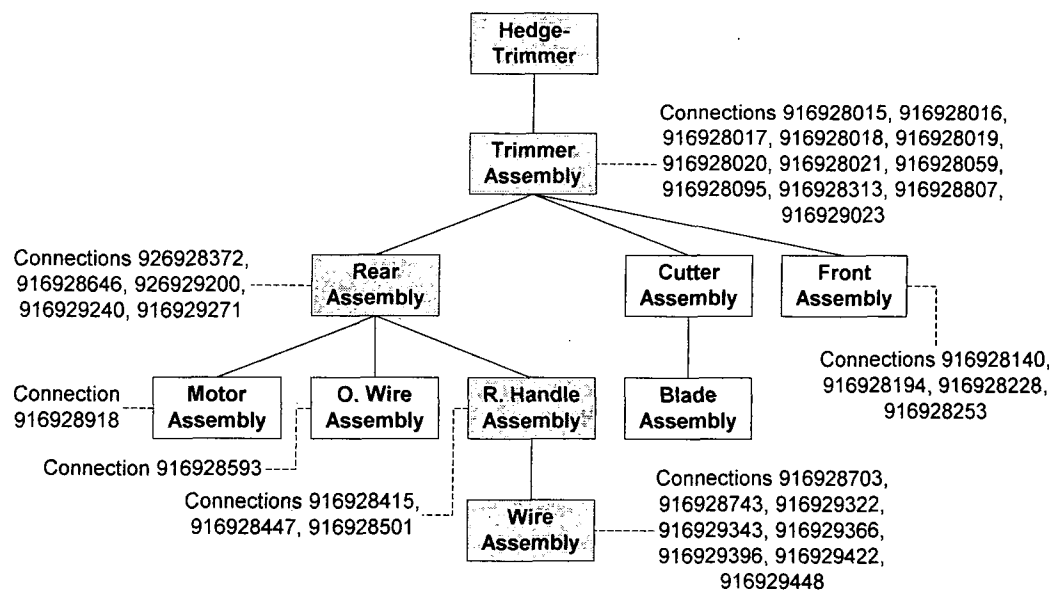 Hedge-
Trimmer
Connections 916928015, 916928016,
916928017, 916928018, 916928019,
916928020, 916928021, 916928059,
916928095, 916928313, 916928807,
916929023
Trimmer
Assembly
Connections 926928372,
916928646, 926929200,
916929240, 916929271
Rear
Assembly
Cutter
Assembly
Front
Assembly
Connections 916928140,
916928194, 916928228,
916928253
Connection
916928918
Motor
Assembly
O. Wire
Assembly
R. Handle
Assembly
Blade
Assembly
Connection 916928593
Connections 916928415,
916928447, 916928501
Wire
Assembly
Connections 916928703,
916928743, 916929322,
916929343, 916929366,
916929396, 916929422,
916929448